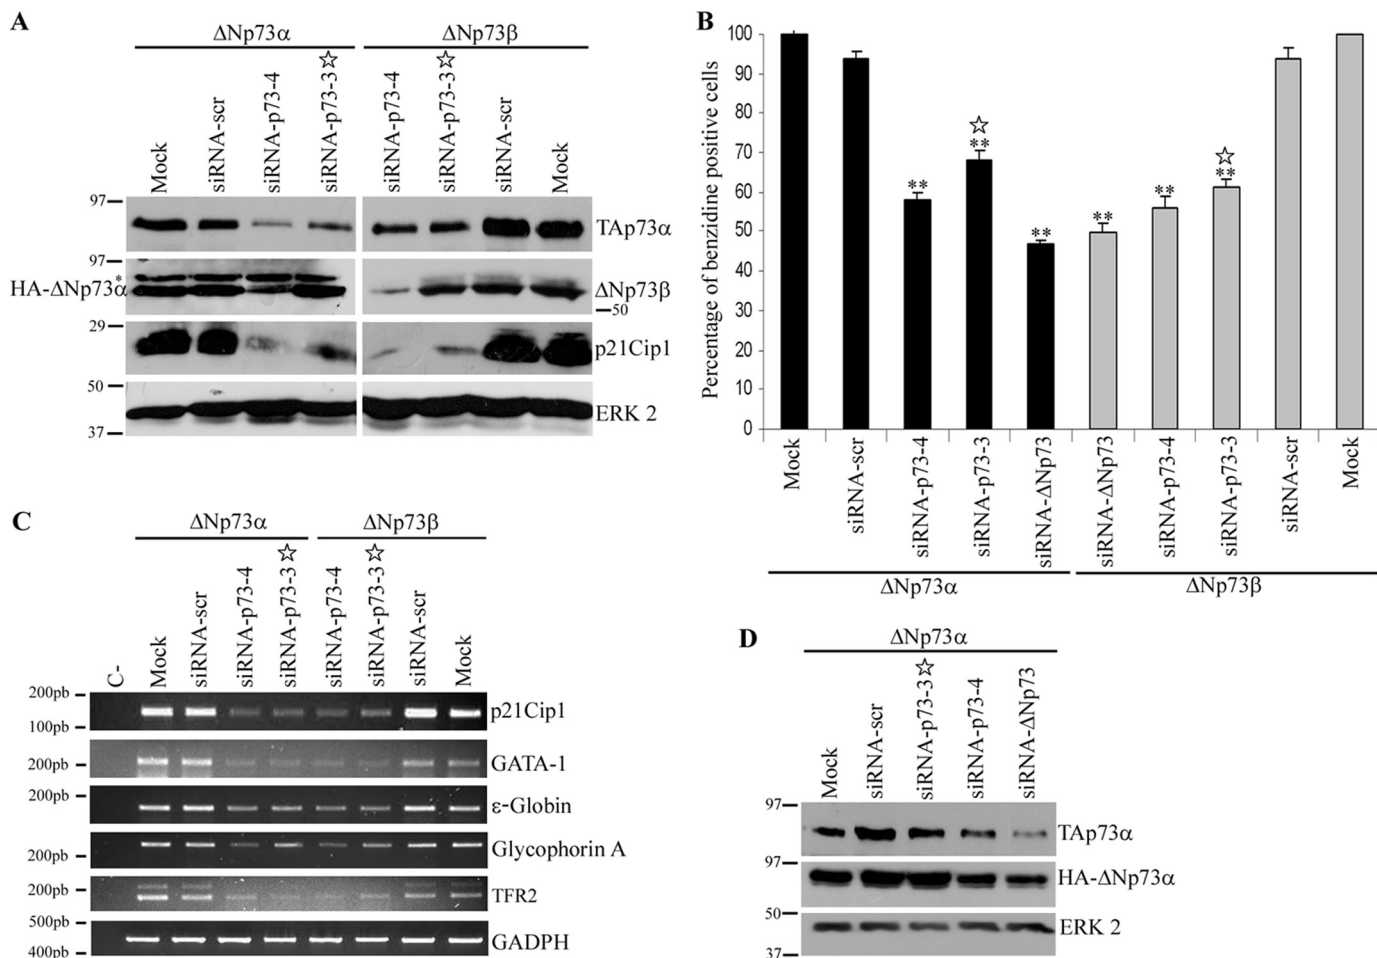 A
ΔNp73α
ΔNp73β
Mock
siRNA-scr
siRNA-p73-4
siRNA-p73-3☆
siRNA-p73-4
siRNA-p73-3☆
siRNA-scr
Mock
97
TAp73α
97
*
HA-ΔNp73α
ΔNp73β
50
29
p21Cip1
50
ERK 2
37
B
Percentage of benzidine positive cells
100
90
80
70
60
50
40
30
20
10
0
**
☆
**
**
**
**
☆
**
Mock
siRNA-scr
siRNA-p73-4
siRNA-p73-3
siRNA-ΔNp73
siRNA-ΔNp73
siRNA-p73-4
siRNA-p73-3
siRNA-scr
Mock
ΔNp73α
ΔNp73β
C
ΔNp73α
ΔNp73β
C-
Mock
siRNA-scr
siRNA-p73-4
siRNA-p73-3☆
siRNA-p73-4
siRNA-p73-3☆
siRNA-scr
Mock
200pb
p21Cip1
100pb
200pb
GATA-1
200pb
ε-Globin
Glycophorin A
200pb
200pb
TFR2
500pb
GADPH
400pb
D
ΔNp73α
Mock
siRNA-scr
siRNA-p73-3☆
siRNA-p73-4
siRNA-ΔNp73
97
TAp73α
97
HA-ΔNp73α
50
ERK 2
37